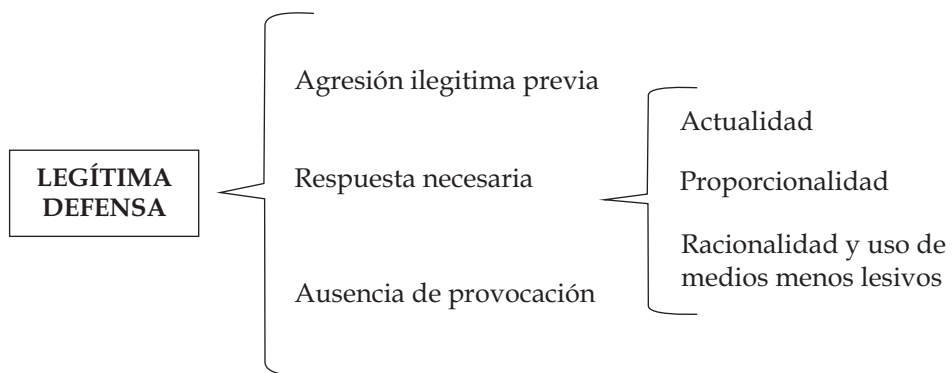 LEGÍTIMA
DEFENSA
Agresión ilegitima previa
Respuesta necesaria
Ausencia de provocación
Actualidad
Proporcionalidad
Racionalidad y uso de
medios menos lesivos